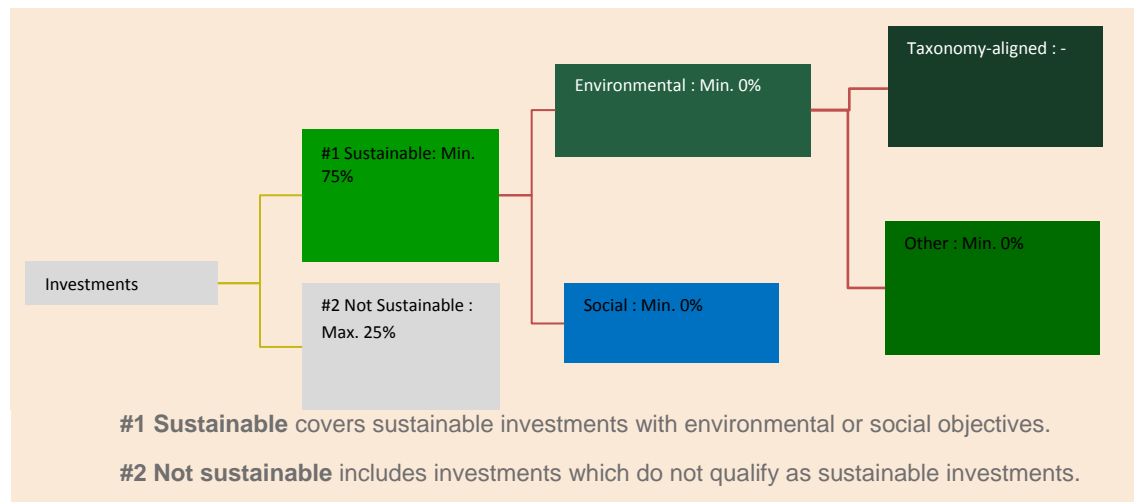 Taxonomy-aligned : -
Environmental : Min. 0%
#1 Sustainable: Min.
75%
Other : Min. 0%
Investments
#2 Not Sustainable :
Max. 25%
Social : Min. 0%
#1 Sustainable covers sustainable investments with environmental or social objectives.
#2 Not sustainable includes investments which do not qualify as sustainable investments.